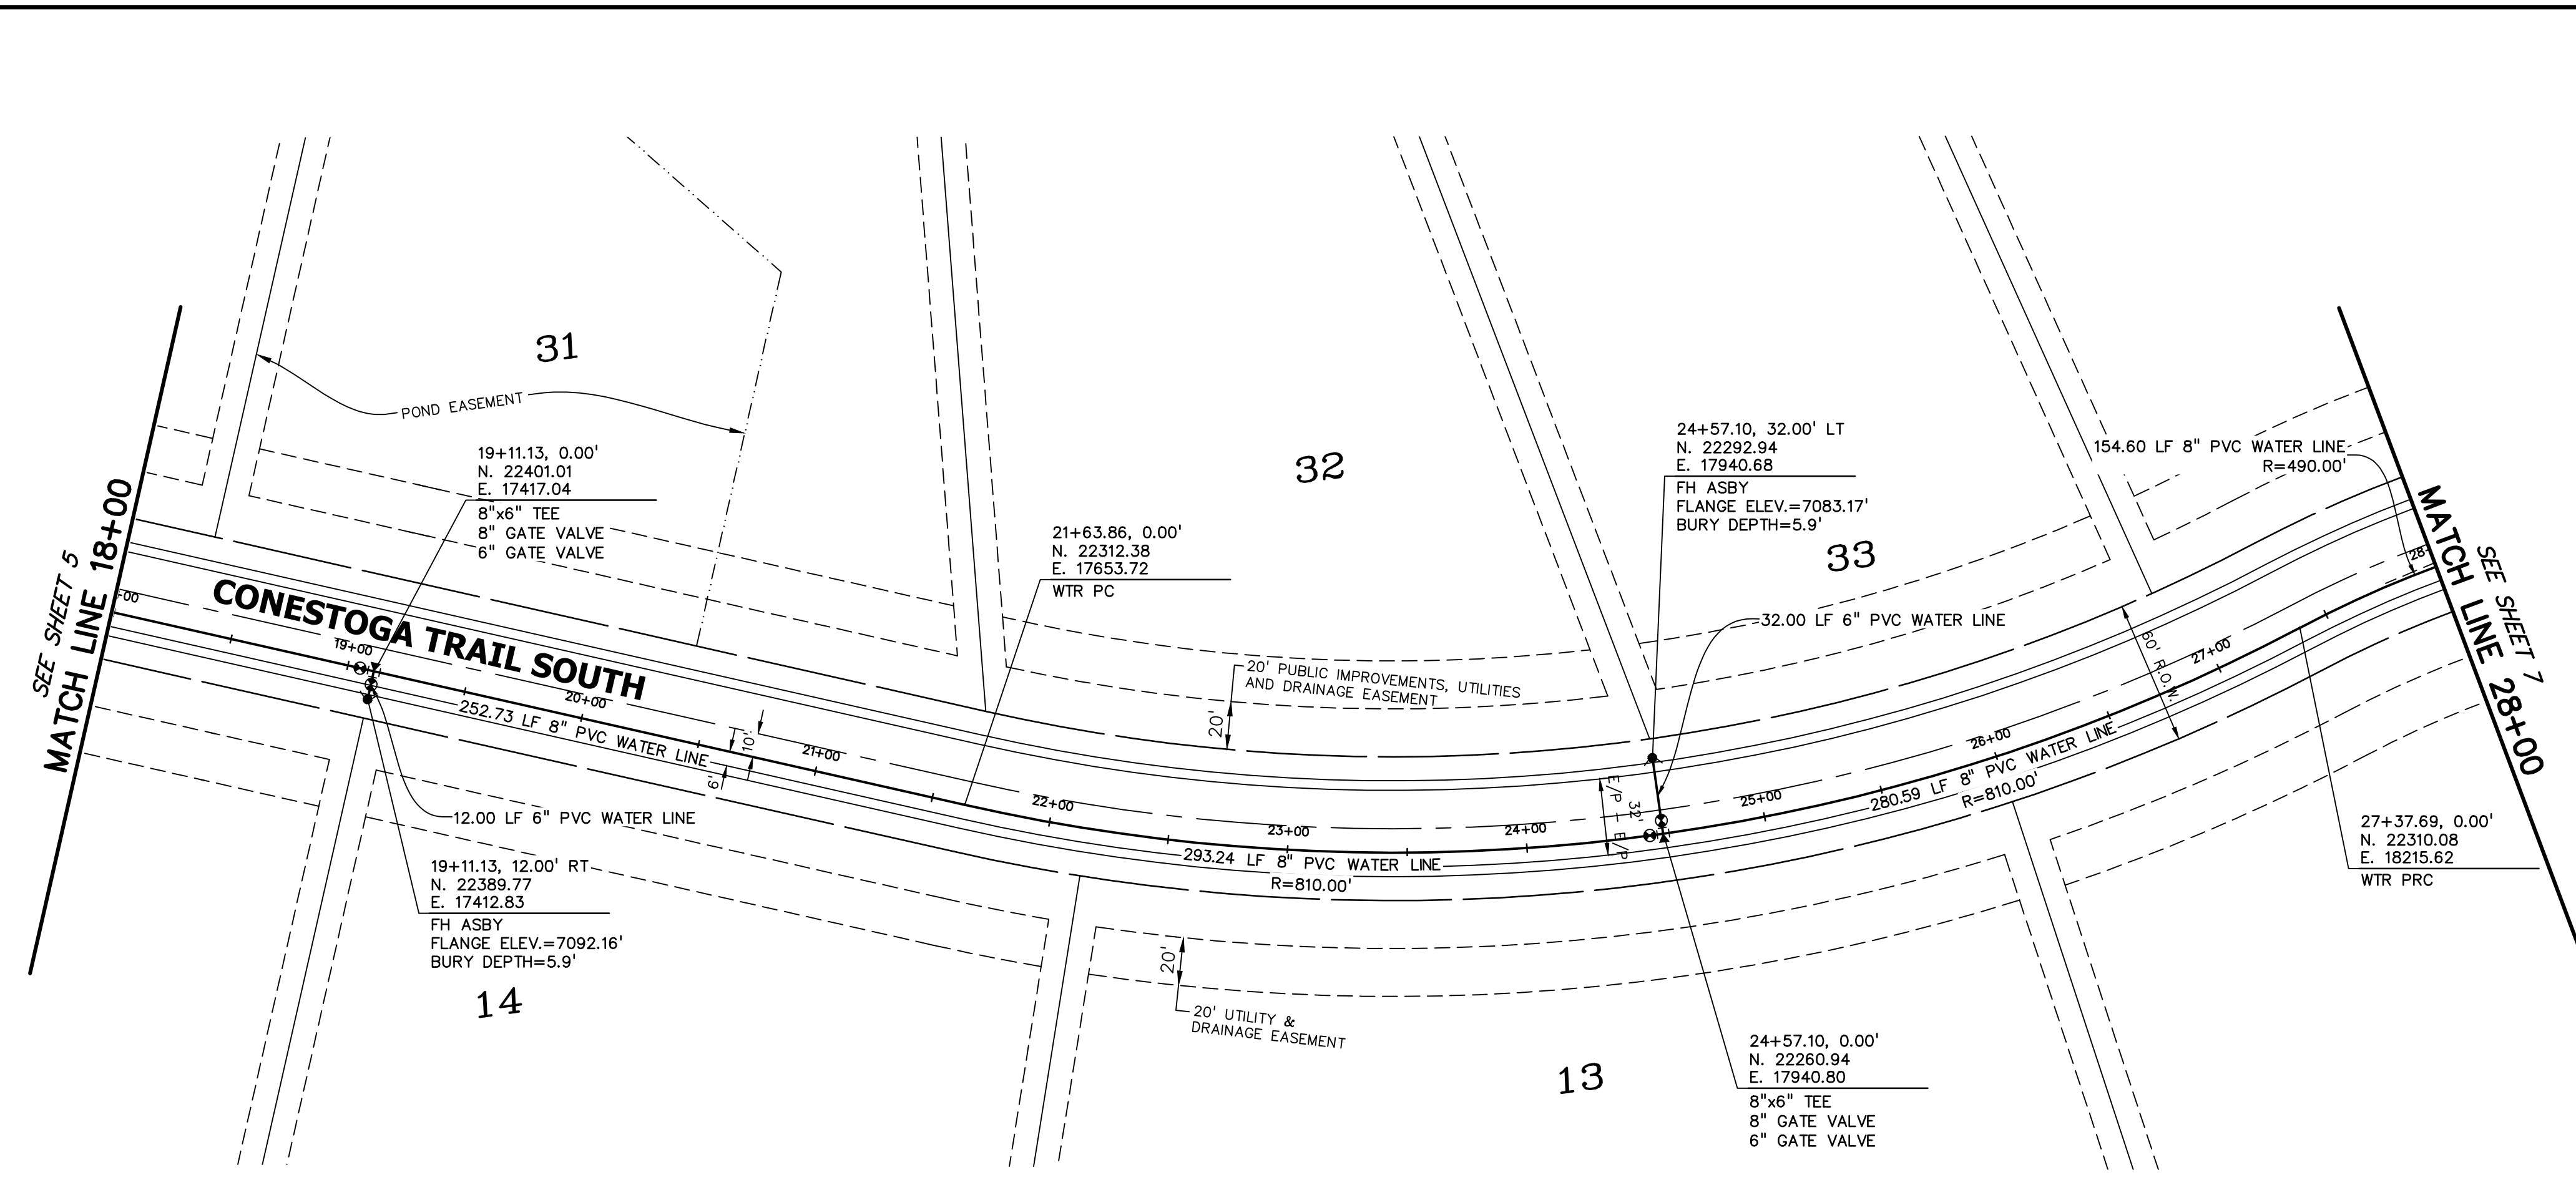 31
POND EASEMENT
19+11.13, 0.00'
N. 22401.01
E. 17417.04
8"x6" TEE
8" GATE VALVE
6" GATE VALVE
SEE SHEET 5
MATCH LINE 18+00
-00
CONESTOGA TRAIL SOUTH
19+00
20+00
252.73 LF 8" PVC WATER LINE
10'
6'
21+00
12.00 LF 6" PVC WATER LINE
19+11.13, 12.00' RT
N. 22389.77
E. 17412.83
FH ASBY
FLANGE ELEV.=7092.16'
BURY DEPTH=5.9'
14
32
21+63.86, 0.00'
N. 22312.38
E. 17653.72
WTR PC
20' PUBLIC IMPROVEMENTS, UTILITIES
AND DRAINAGE EASEMENT
20'
22+00
23+00
24+00
293.24 LF 8" PVC WATER LINE
R=810.00'
20'
20' UTILITY &
DRAINAGE EASEMENT
24+57.10, 32.00' LT
N. 22292.94
E. 17940.68
FH ASBY
FLANGE ELEV.=7083.17'
BURY DEPTH=5.9'
33
32.00 LF 6" PVC WATER LINE
32'
E/P - E/P
25+00
26+00
27+00
28+
280.59 LF 8" PVC WATER LINE
R=810.00'
60' R.O.W.
154.60 LF 8" PVC WATER LINE
R=490.00'
MATCH LINE 28+00
SEE SHEET 7
27+37.69, 0.00'
N. 22310.08
E. 18215.62
WTR PRC
13
24+57.10, 0.00'
N. 22260.94
E. 17940.80
8"x6" TEE
8" GATE VALVE
6" GATE VALVE